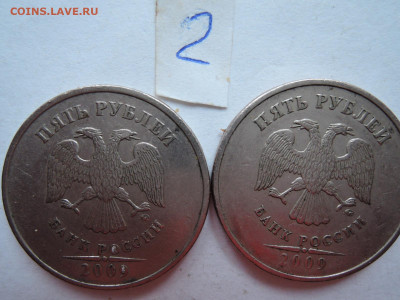 COINS.LAVE.RU
2
ПЯТЬ РУБЛЕЙ
БАНК РОССИИ
2009
ПЯТЬ РУБЛЕЙ
БАНК РОССИИ
2009